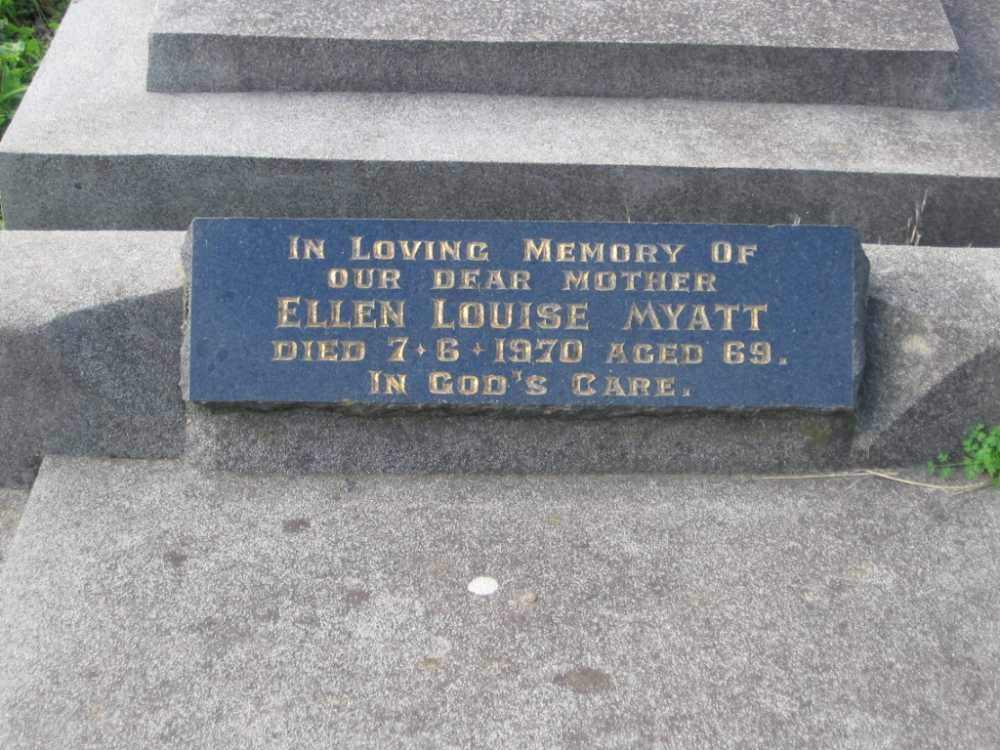 In Loving Memory Of
our dear mother
Ellen Louise Myatt
died 7·6·1970 aged 69.
In God's Care.